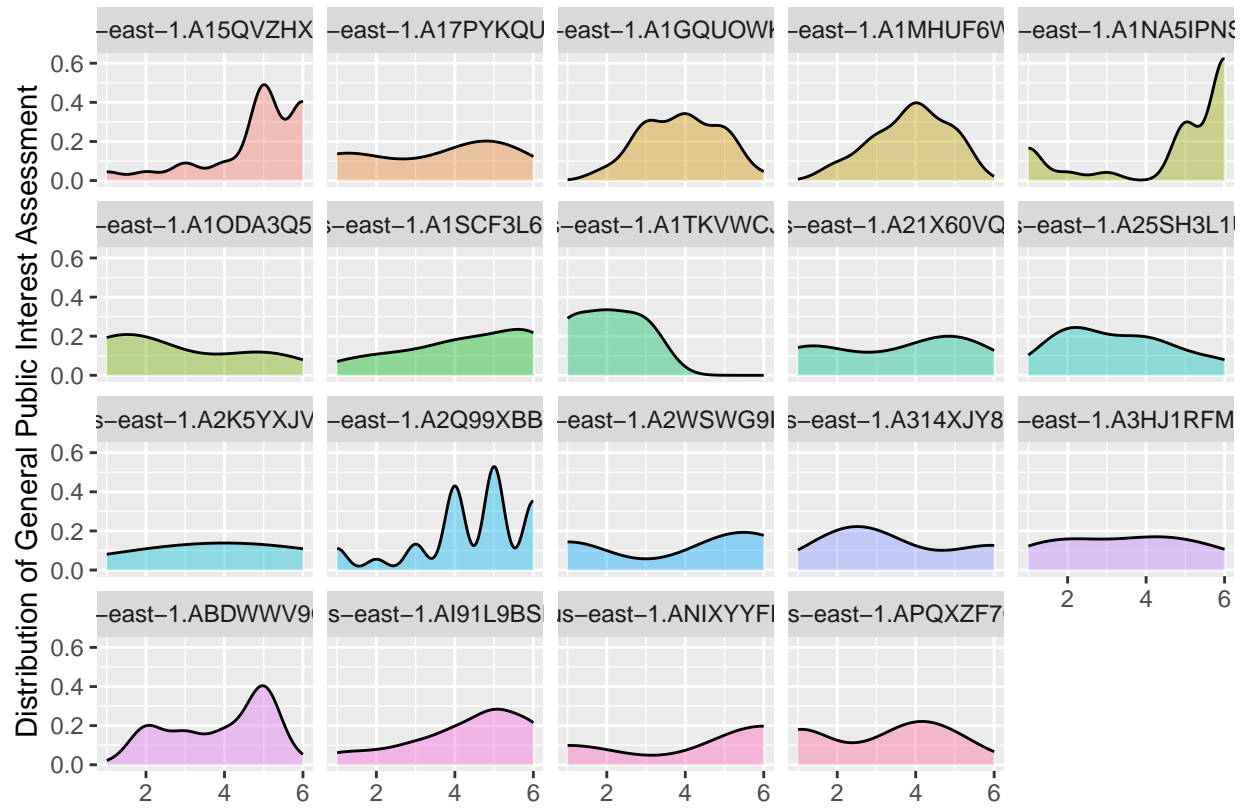 Distribution of General Public Interest Assessment
-east-1.A15QVZHX
-east-1.A17PYKQU
-east-1.A1GQUOWK
-east-1.A1MHUF6W
-east-1.A1NA5IPNS
0.6
0.4
0.2
0.0
-east-1.A1ODA3Q5
s-east-1.A1SCF3L6
s-east-1.A1TKVWCJ
s-east-1.A21X60VQ
s-east-1.A25SH3L1U
0.6
0.4
0.2
0.0
s-east-1.A2K5YXJV
-east-1.A2Q99XBB
-east-1.A2WSWG9
s-east-1.A314XJY8
-east-1.A3HJ1RFM
0.6
0.4
0.2
0.0
2 4 6
-east-1.ABDWWV9
s-east-1.AI91L9BS
us-east-1.ANIXYYF
s-east-1.APQXZF7
0.6
0.4
0.2
0.0
2 4 6
2 4 6
2 4 6
2 4 6